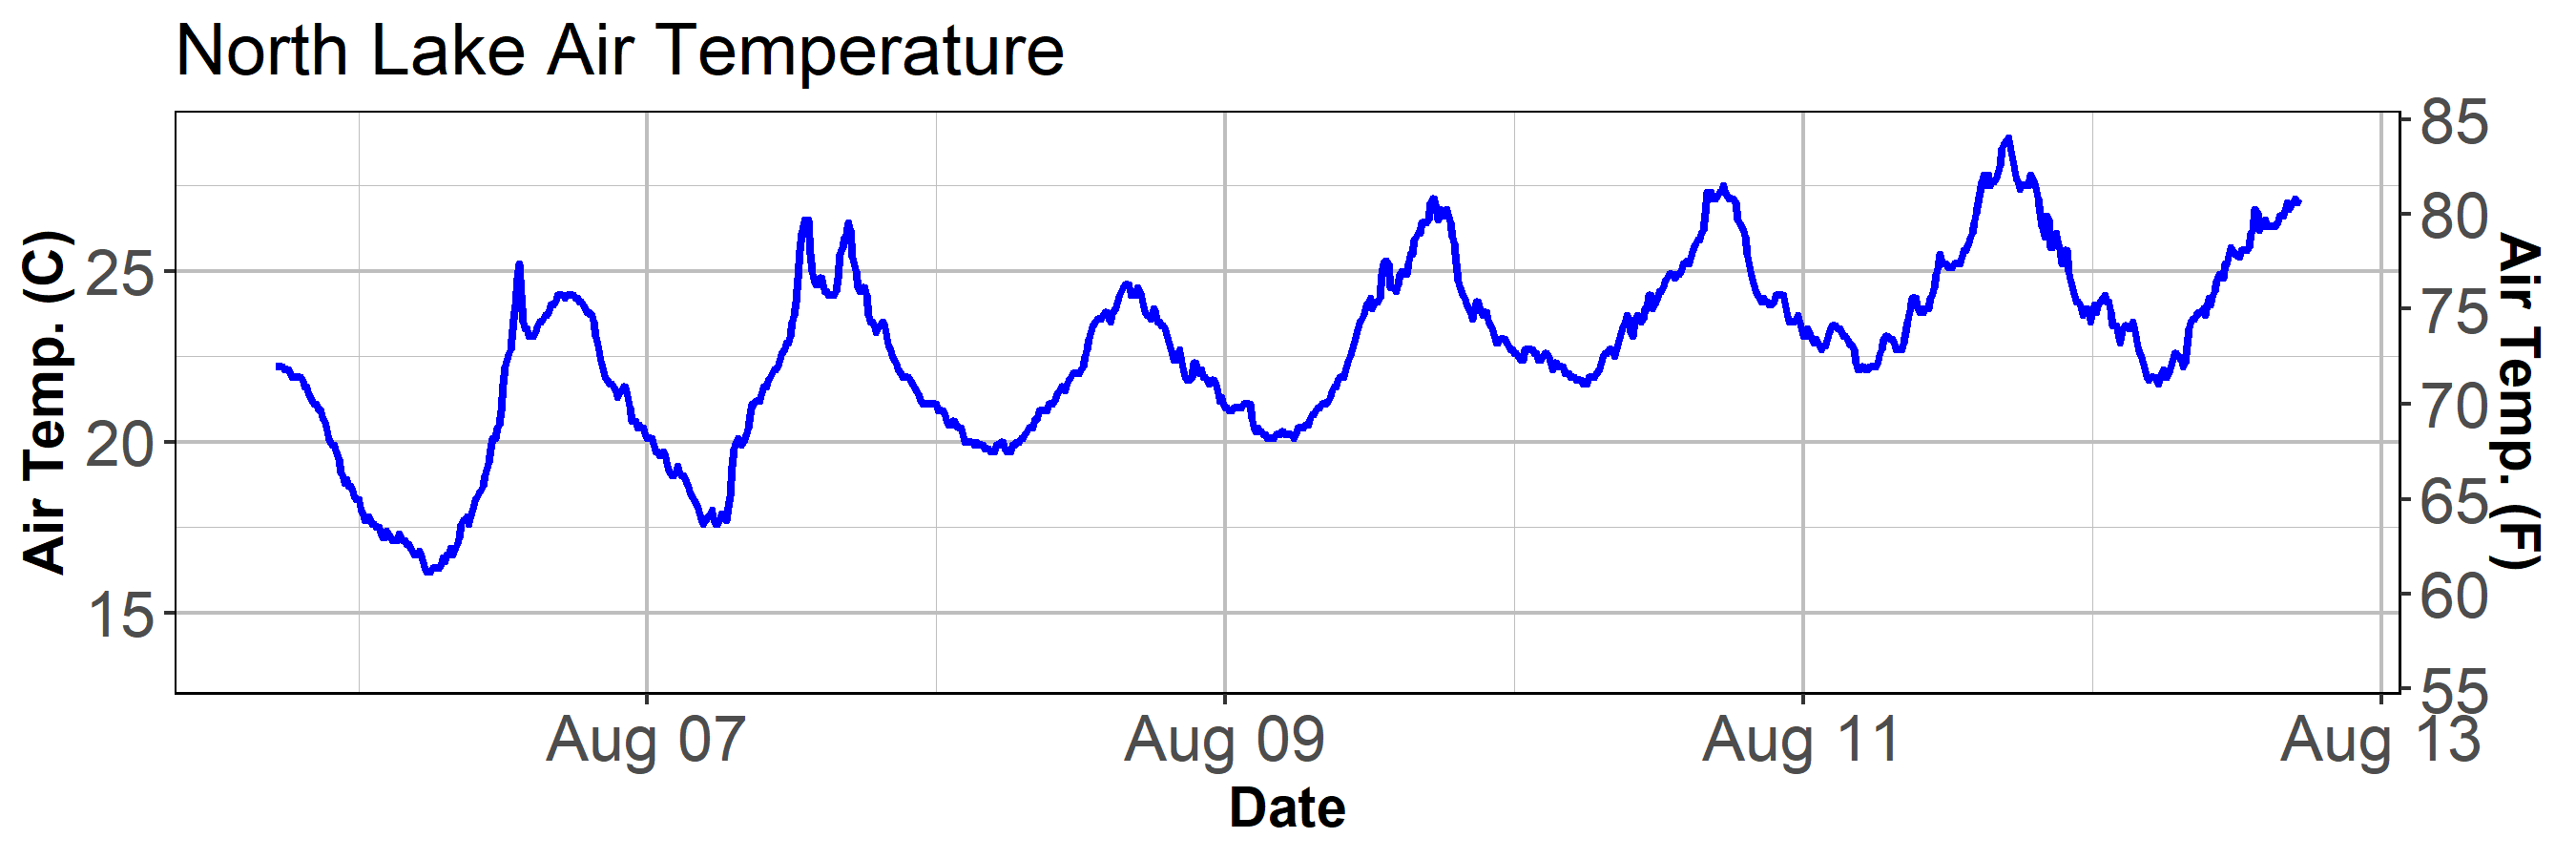 North Lake Air Temperature
Air Temp. (C)
25
20
15
85
80
75
70
65
60
55
Air Temp. (F)
Aug 07
Aug 09
Aug 11
Aug 13
Date